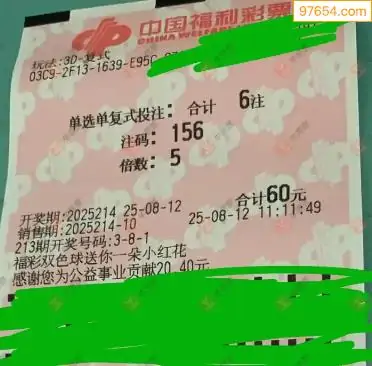 97654.com
中国福利彩票
CHINA WELFARE
玩法:3D-复式
03C9-2F13-1639-E95C
单选单复式投注: 合计 6注
注码: 156
倍数: 5
合计60元
开奖期:2025214 25-08-12 25-08-12 11:11:49
销售期:2025214-10
213期开奖号码:3-8-1
福彩双色球送你一朵小红花
感谢您为公益事业贡献20.40元